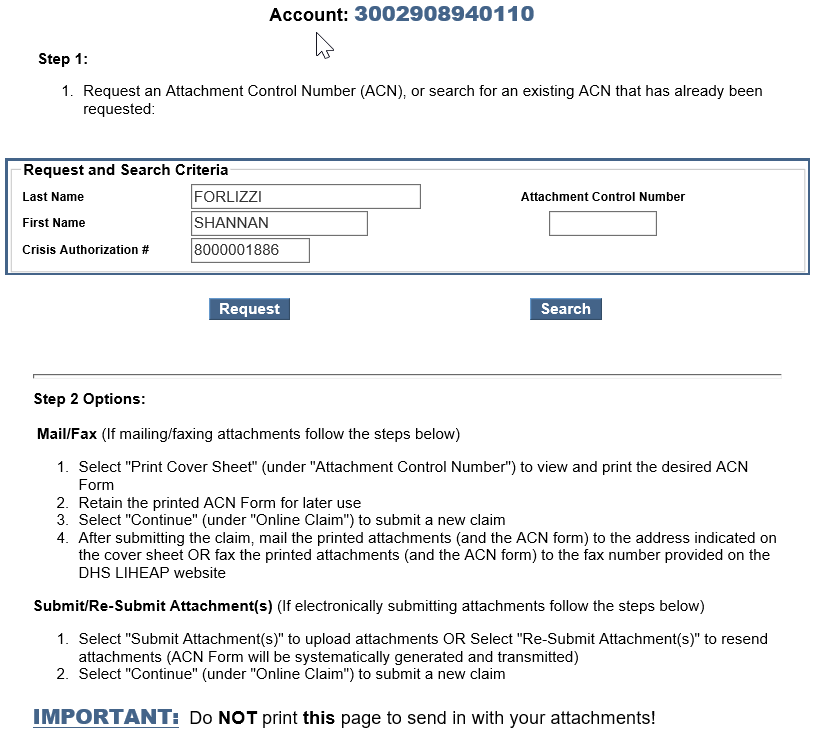 Account: 3002908940110
Step 1:
1. Request an Attachment Control Number (ACN), or search for an existing ACN that has already been
requested:
Request and Search Criteria
Last Name FORLIZZI Attachment Control Number
First Name SHANNAN
Crisis Authorization # 8000001886
Request Search
Step 2 Options:
Mail/Fax (If mailing/faxing attachments follow the steps below)
1. Select "Print Cover Sheet" (under "Attachment Control Number") to view and print the desired ACN
Form
2. Retain the printed ACN Form for later use
3. Select "Continue" (under "Online Claim") to submit a new claim
4. After submitting the claim, mail the printed attachments (and the ACN form) to the address indicated on
the cover sheet OR fax the printed attachments (and the ACN form) to the fax number provided on the
DHS LIHEAP website
Submit/Re-Submit Attachment(s) (If electronically submitting attachments follow the steps below)
1. Select "Submit Attachment(s)" to upload attachments OR Select "Re-Submit Attachment(s)" to resend
attachments (ACN Form will be systematically generated and transmitted)
2. Select "Continue" (under "Online Claim") to submit a new claim
IMPORTANT: Do NOT print this page to send in with your attachments!